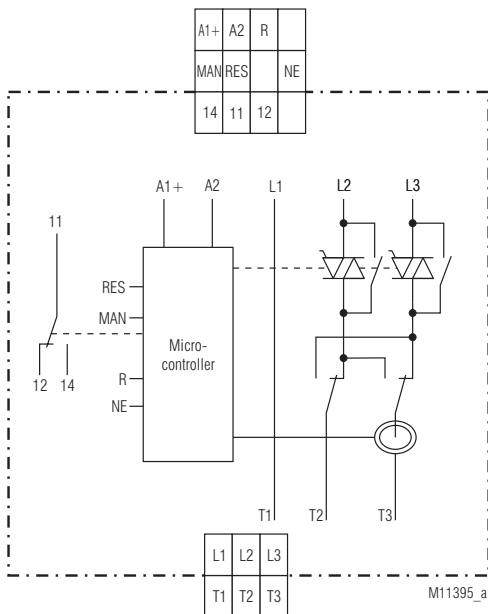 A1+ A2 R
MAN RES NE
14 11 12
A1+ A2 L1 L2 L3
11
RES
MAN
Micro-
controller
12 14
R
NE
T1 T2 T3
L1 L2 L3
T1 T2 T3
M11395_a